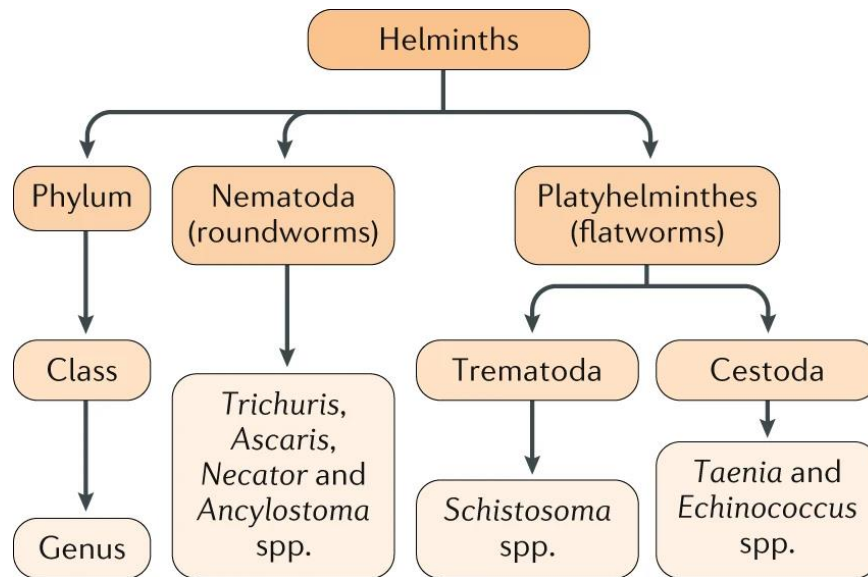 Helminths
Phylum
Nematoda
(roundworms)
Platyhelminthes
(flatworms)
Class
Trematoda
Cestoda
Trichuris,
Ascaris,
Necator and
Ancylostoma
spp.
Schistosoma
spp.
Taenia and
Echinococcus
spp.
Genus